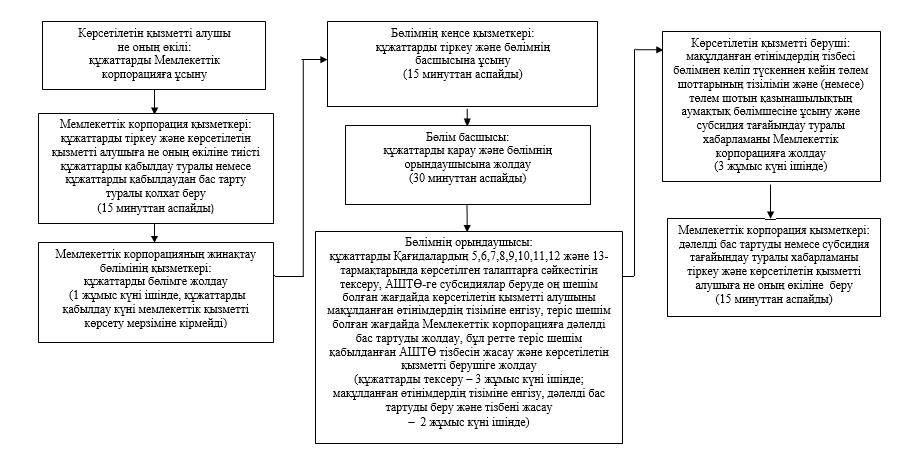 Көрсетілетін қызметті алушы
не оның өкілі:
құжаттарды Мемлекеттік
корпорацияға ұсыну
Мемлекеттік корпорация қызметкері:
құжаттарды тіркеу және көрсетілетін
қызметті алушыға не оның өкіліне тиісті
құжаттарды қабылдау туралы немесе
құжаттарды қабылдаудан бас тарту
туралы қолхат беру
(15 минуттан аспайды)
Мемлекеттік корпорацияның жинақтау
бөлімінің қызметкері:
құжаттарды бөлімге жолдау
(1 жұмыс күні ішінде, құжаттарды
қабылдау күні мемлекеттік қызметті
көрсету мерзіміне кірмейді)
Бөлімнің кеңсе қызметкері:
құжаттарды тіркеу және бөлімнің
басшысына ұсыну
(15 минуттан аспайды)
Бөлім басшысы:
құжаттарды қарау және бөлімнің
орындаушысына жолдау
(30 минуттан аспайды)
Бөлімнің орындаушысы:
құжаттарды Қағидалардың 5,6,7,8,9,10,11,12 және 13-
тармақтарында көрсетілген талаптарға сәйкестігін
тексеру, АШТӨ-ге субсидиялар беруде оң шешім
болған жағдайда көрсетілетін қызметті алушыны
мақұлданған өтінімдердің тізіміне енгізу, теріс шешім
болған жағдайда Мемлекеттік корпорацияға дәлелді
бас тартуды жолдау, бұл ретте теріс шешім
қабылданған АШТӨ тізбесін жасау және көрсетілетін
қызметті берушіге жолдау
(құжаттарды тексеру – 3 жұмыс күні ішінде;
мақұлданған өтінімдердің тізіміне енгізу, дәлелді бас
тартуды беру және тізбені жасау
– 2 жұмыс күні ішінде)
Көрсетілетін қызметті беруші:
мақұлданған өтінімдердің тізбесі
бөлімнен келіп түскеннен кейін төлем
шоттарының тізілімін және (немесе)
төлем шотын қазынашылықтың
аумақтық бөлімшесіне ұсыну және
субсидия тағайындау туралы
хабарламаны Мемлекеттік
корпорацияға жолдау
(3 жұмыс күні ішінде)
Мемлекеттік корпорация қызметкері:
дәлелді бас тартуды немесе субсидия
тағайындау туралы хабарламаны
тіркеу және көрсетілетін қызметті
алушыға не оның өкіліне беру
(15 минуттан аспайды)